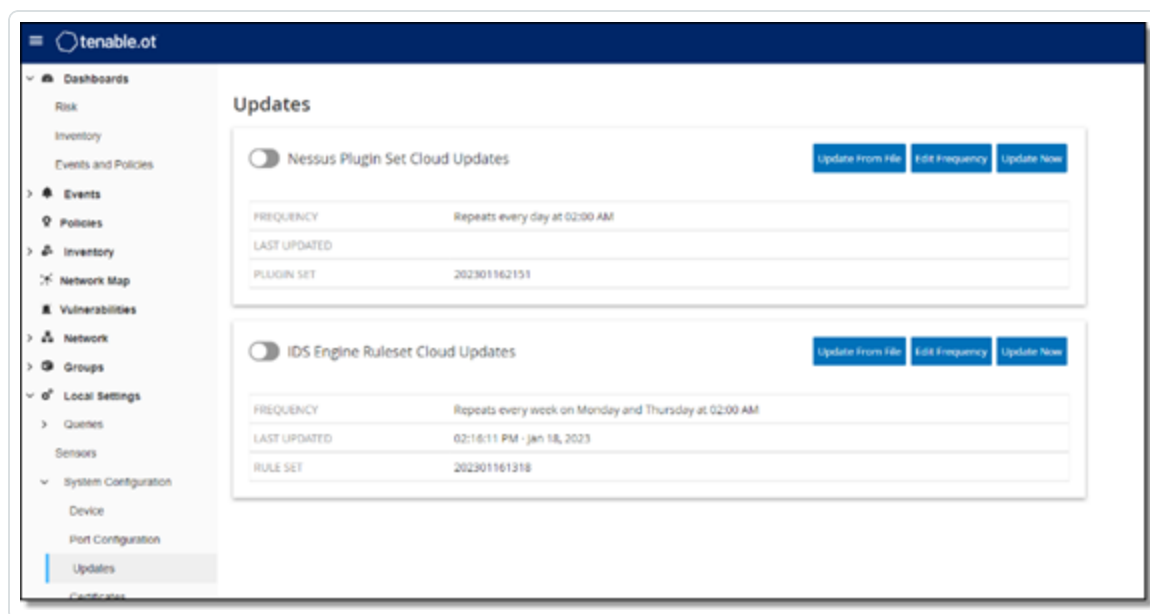 tenable.ot
Dashboards
Risk
Inventory
Events and Policies
Events
Policies
Inventory
Network Map
Vulnerabilities
Network
Groups
Local Settings
Queries
Sensors
System Configuration
Device
Port Configuration
Updates
Certificates
Updates
Nessus Plugin Set Cloud Updates
Update From File Edit Frequency Update Now
FREQUENCY Repeats every day at 02:00 AM
LAST UPDATED
PLUGIN SET 202301162151
IDS Engine Ruleset Cloud Updates
Update From File Edit Frequency Update Now
FREQUENCY Repeats every week on Monday and Thursday at 02:00 AM
LAST UPDATED 02:16:11 PM - Jan 18, 2023
RULE SET 202301161318